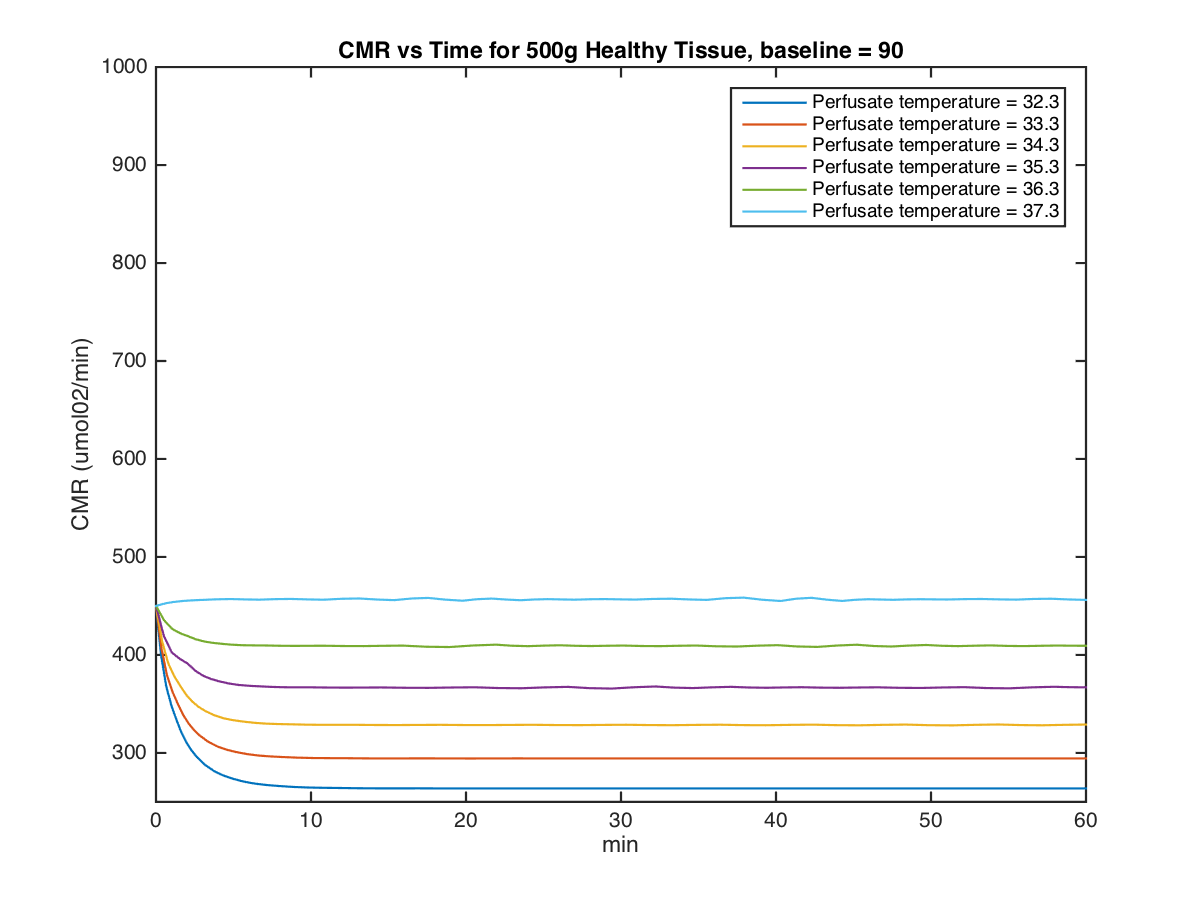 CMR vs Time for 500g Healthy Tissue, baseline = 90
1000
900
800
700
600
500
400
300
CMR (umol02/min)
Perfusate temperature = 32.3
Perfusate temperature = 33.3
Perfusate temperature = 34.3
Perfusate temperature = 35.3
Perfusate temperature = 36.3
Perfusate temperature = 37.3
0 10 20 30 40 50 60
min